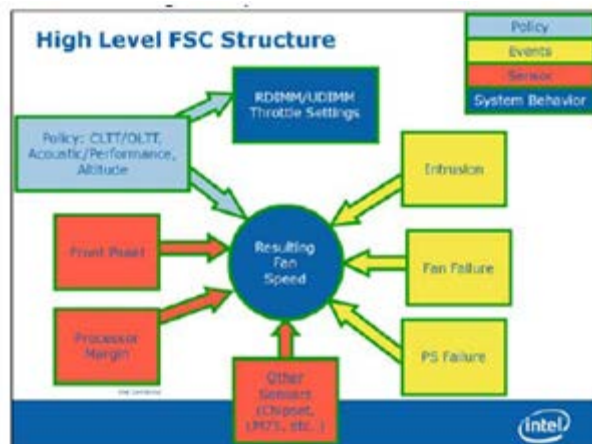 High Level FSC Structure
Policy
Events
Sensor
System Behavior
RDIMM/UDIMM
Throttle Settings
Policy: CLTT/OLTT,
Acoustic/Performance,
Altitude
Intrusion
Front Panel
Resulting
Fan
Speed
Fan Failure
Processor
Margin
PS Failure
Other
Sensors
(Chipset,
LM75, etc. )
intel